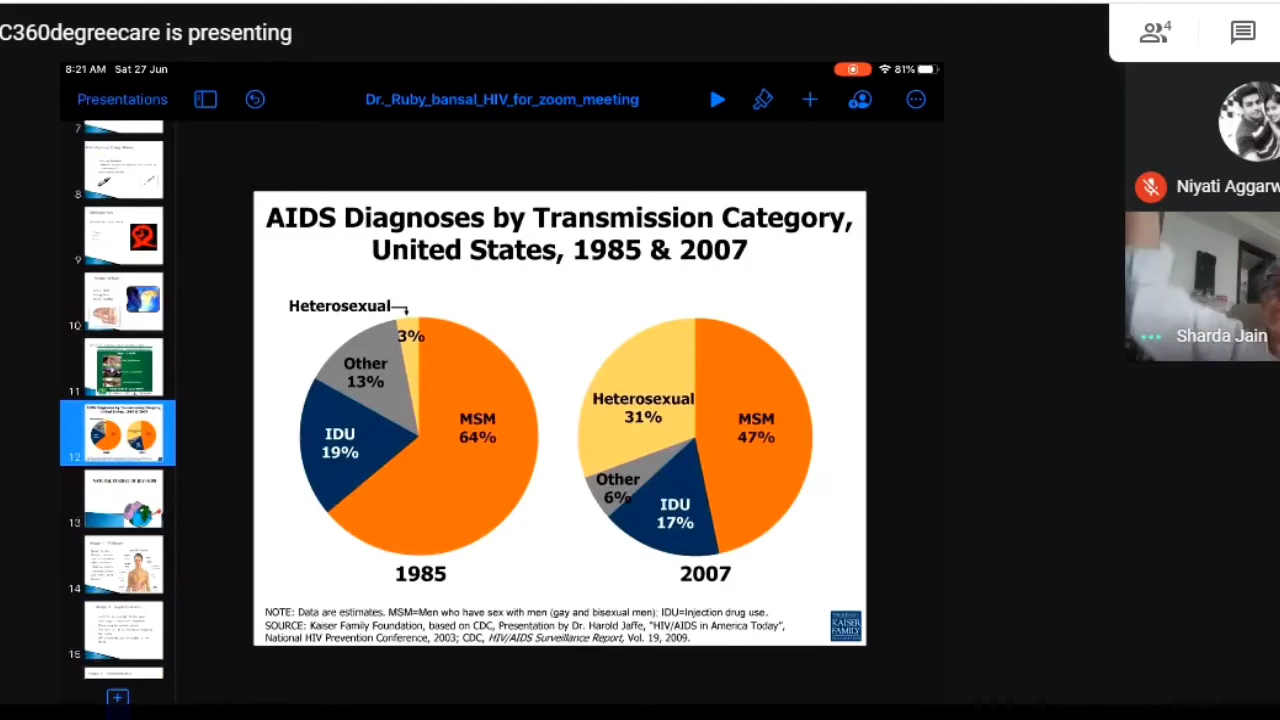 C360degreecare is presenting
4
8:21 AM Sat 27 Jun
81%
Presentations
Dr._Ruby_bansal_HIV_for_zoom_meeting
7
8
9
10
11
12
13
14
15
AIDS Diagnoses by Transmission Category,
United States, 1985 & 2007
Heterosexual
3%
Other
13%
IDU
19%
MSM
64%
1985
Heterosexual
31%
Other
6%
IDU
17%
MSM
47%
2007
NOTE: Data are estimates. MSM=Men who have sex with men (gay and bisexual men); IDU=Injection drug use.
SOURCE: Kaiser Family Foundation, based on CDC, Presentation by Dr. Harold Jaffe, "HIV/AIDS in America Today",
National HIV Prevention Conference, 2003; CDC, HIV/AIDS Surveillance Report, Vol. 19, 2009.
KAISER
FAMILY
Niyati Aggarw
Sharda Jain